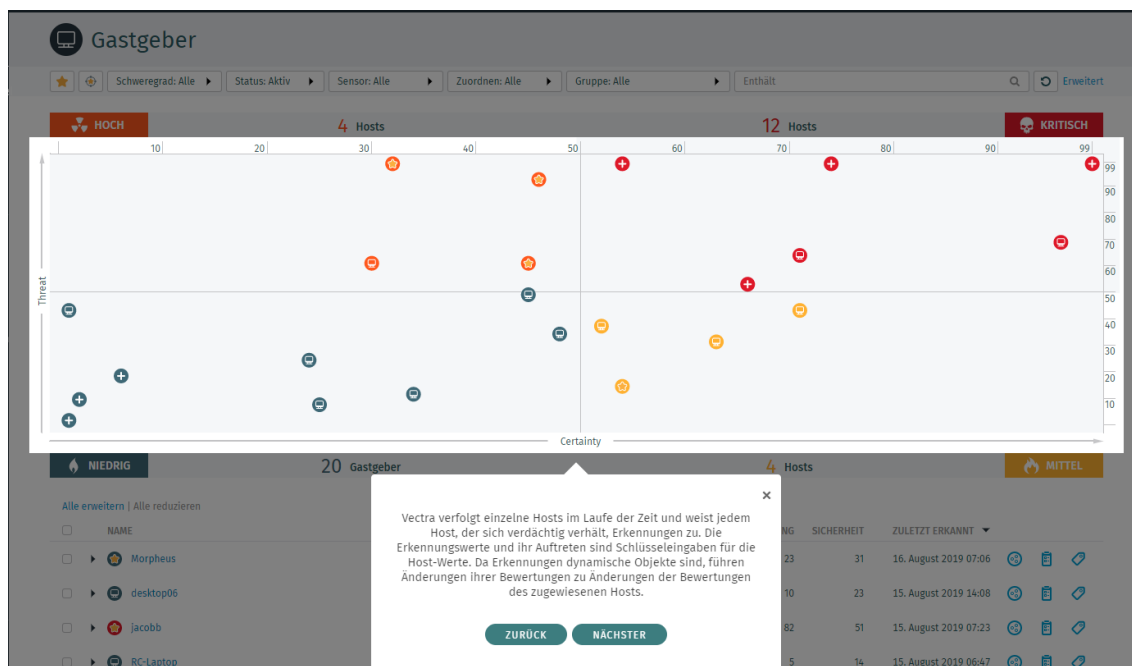 Gastgeber
Schweregrad: Alle Status: Aktiv Sensor: Alle Zuordnen: Alle Gruppe: Alle Enthält Erweitert
HOCH 4 Hosts 12 Hosts KRITISCH
10 20 30 40 50 60 70 80 90 99
99
90
80
70
60
50
40
30
20
10
Threat
Certainty
NIEDRIG 20 Gastgeber 4 Hosts MITTEL
Alle erweitern | Alle reduzieren
NAME NG SICHERHEIT ZULETZT ERKANNT
Morpheus 23 31 16. August 2019 07:06
desktop06 10 23 15. August 2019 14:08
jacobb 82 51 15. August 2019 07:23
RC-Laptop 5 14 15. August 2019 06:47
Vectra verfolgt einzelne Hosts im Laufe der Zeit und weist jedem
Host, der sich verdächtig verhält, Erkennungen zu. Die
Erkennungswerte und ihr Auftreten sind Schlüsseleingaben für die
Host-Werte. Da Erkennungen dynamische Objekte sind, führen
Änderungen ihrer Bewertungen zu Änderungen der Bewertungen
des zugewiesenen Hosts.
ZURÜCK NÄCHSTER